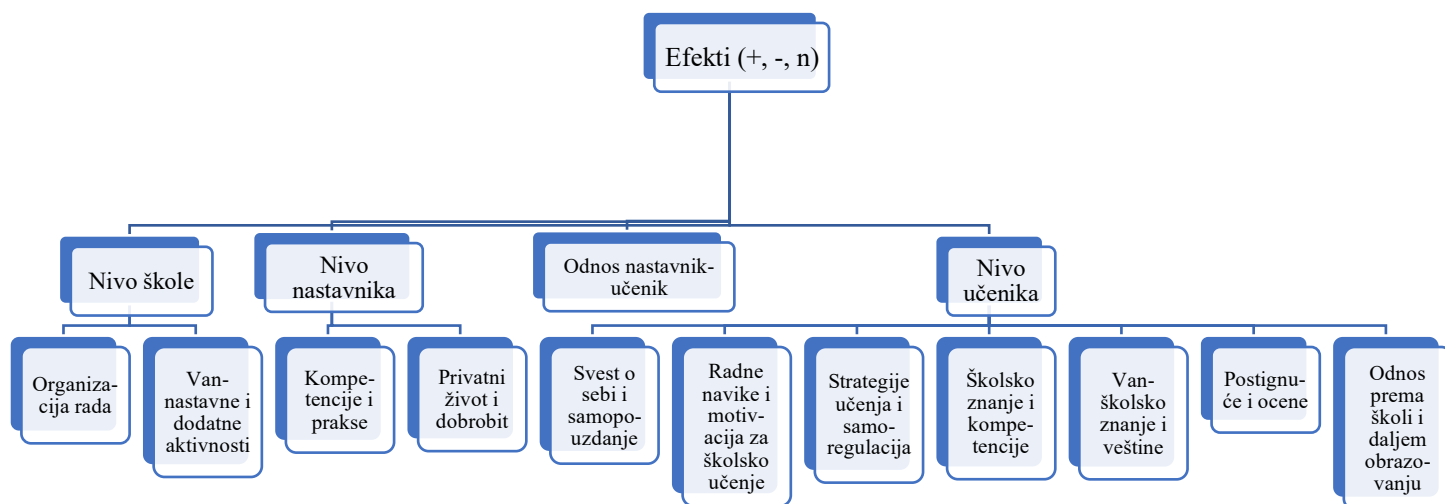 Efekti (+, -, n)
Nivo škole
Nivo
nastavnika
Odnos nastavnik-
učenik
Nivo
učenika
Organiza-
cija rada
Van-
nastavne i
dodatne
aktivnosti
Kompe-
tencije i
prakse
Privatni
život i
dobrobit
Svest o
sebi i
samopo-
uzdanje
Radne
navike i
motiv-
acija za
školsko
učenje
Strategije
učenja i
samo-
regulacija
Školsko
znanje i
kompe-
tencije
Van-
školsko
znanje i
veštine
Postignu-
će i ocene
Odnos
prema
školi i
daljem
obrazo-
vanju